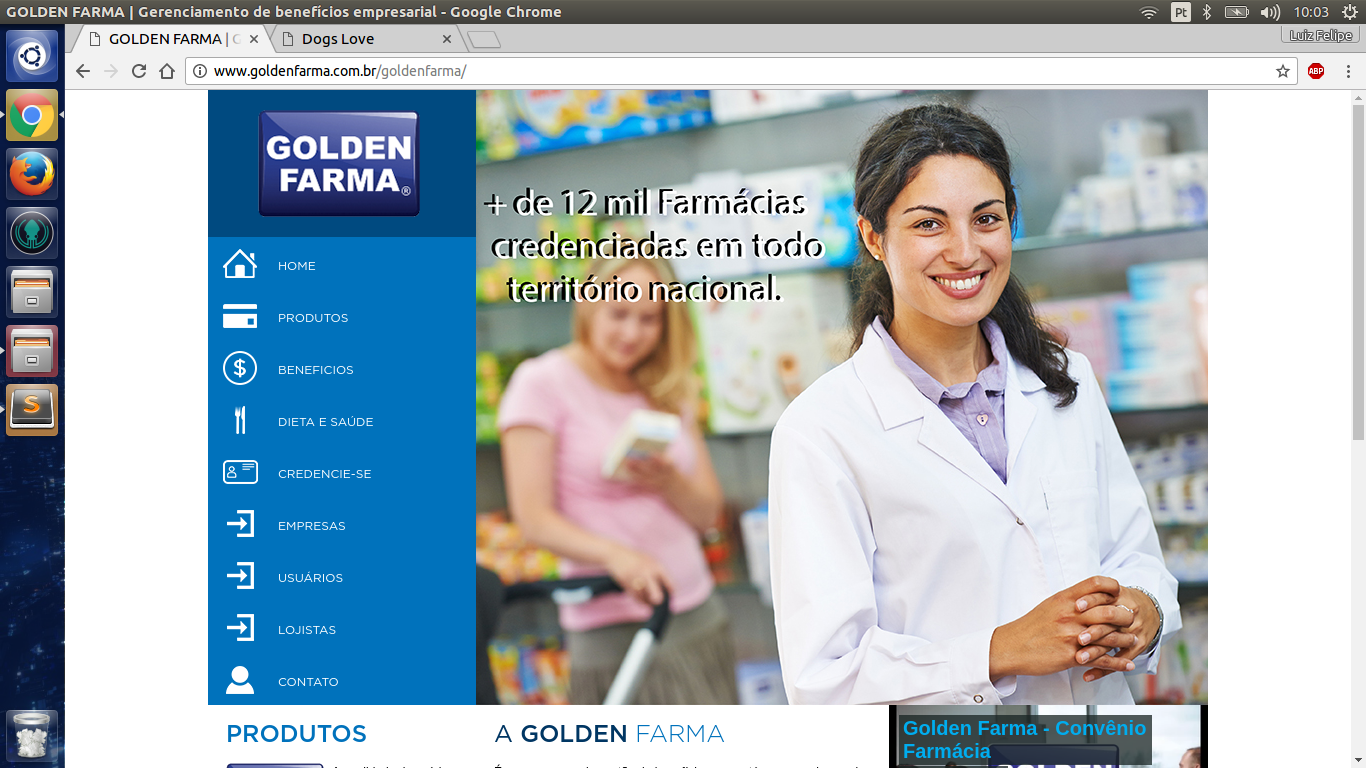 GOLDEN FARMA | Gerenciamento de benefícios empresarial - Google Chrome
Pt
10:03
GOLDEN FARMA |
Dogs Love
Luiz Felipe
www.goldenfarma.com.br/goldenfarma/
ABP
GOLDEN
FARMA®
+ de 12 mil Farmácias
credenciadas em todo
território nacional.
HOME
PRODUTOS
BENEFICIOS
DIETA E SAÚDE
CREDENCIE-SE
EMPRESAS
USUÁRIOS
LOJISTAS
CONTATO
PRODUTOS
A GOLDEN FARMA
Golden Farma - Convênio
Farmácia